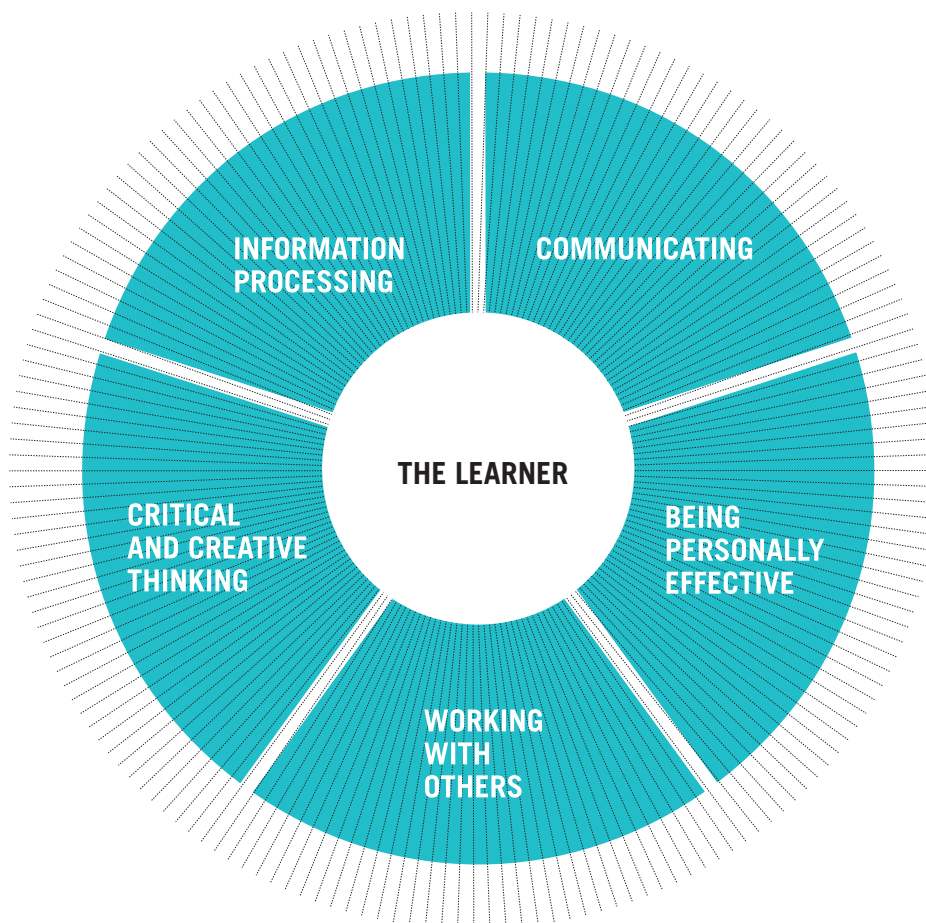 INFORMATION
PROCESSING
COMMUNICATING
THE LEARNER
CRITICAL
AND CREATIVE
THINKING
BEING
PERSONALLY
EFFECTIVE
WORKING
WITH
OTHERS